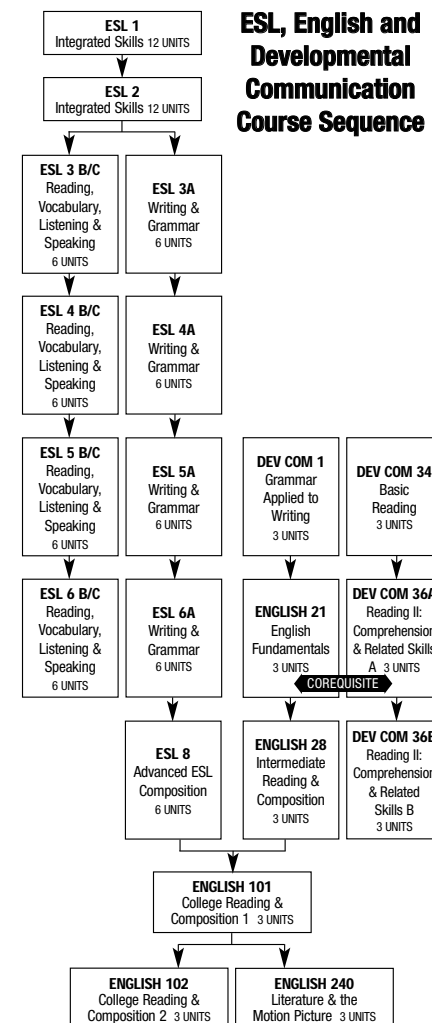 ESL, English and
Developmental
Communication
Course Sequence
ESL 1
Integrated Skills 12 UNITS
ESL 2
Integrated Skills 12 UNITS
ESL 3 B/C
Reading,
Vocabulary,
Listening &
Speaking
6 UNITS
ESL 3A
Writing &
Grammar
6 UNITS
ESL 4 B/C
Reading,
Vocabulary,
Listening &
Speaking
6 UNITS
ESL 4A
Writing &
Grammar
6 UNITS
ESL 5 B/C
Reading,
Vocabulary,
Listening &
Speaking
6 UNITS
ESL 5A
Writing &
Grammar
6 UNITS
DEV COM 1
Grammar
Applied to
Writing
3 UNITS
DEV COM 34
Basic
Reading
3 UNITS
ESL 6 B/C
Reading,
Vocabulary,
Listening &
Speaking
6 UNITS
ESL 6A
Writing &
Grammar
6 UNITS
ENGLISH 21
English
Fundamentals
3 UNITS
DEV COM 36A
Reading II:
Comprehension
& Related Skills
A 3 UNITS
COREQUISITE
ESL 8
Advanced ESL
Composition
6 UNITS
ENGLISH 28
Intermediate
Reading &
Composition
3 UNITS
DEV COM 36B
Reading II:
Comprehension
& Related
Skills B
3 UNITS
ENGLISH 101
College Reading &
Composition 1 3 UNITS
ENGLISH 102
College Reading &
Composition 2 3 UNITS
ENGLISH 240
Literature & the
Motion Picture 3 UNITS